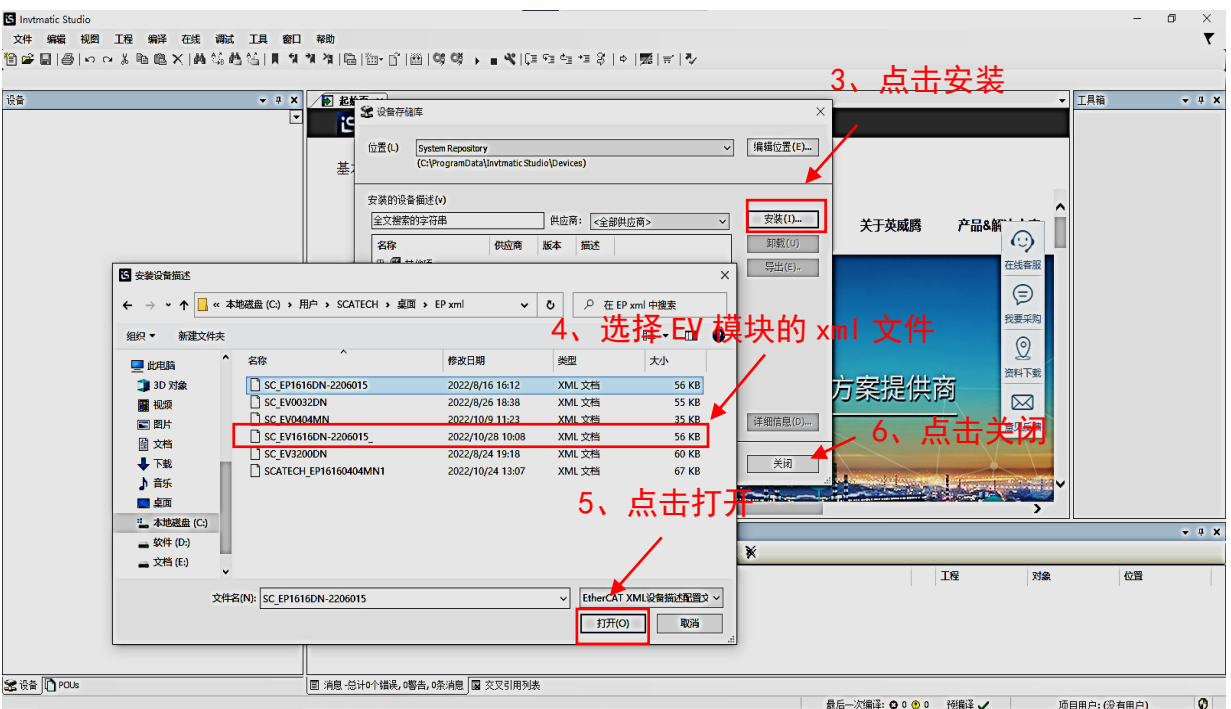 Invtmatic Studio
文件 编辑 视图 工程 编译 在线 调试 工具 窗口 帮助
3、点击安装
设备
起始页
工具箱
设备存储库
位置(L) System Repository 编辑位置(E)...
(C:\ProgramData\Invtmatic Studio\Devices)
基
安装的设备描述(v)
全文搜索的字符串 供应商: <全部供应商> 安装(I)...
名称 供应商 版本 描述 卸载(U)
导出(E)..
关于英威腾 产品&解
在线客服
我要采购
资料下载
安装设备描述
« 本地磁盘 (C:) › 用户 › SCATECH › 桌面 › EP xml 在 EP xml 中搜索
4、选择 EV 模块的 xml 文件
组织 新建文件夹
此电脑
3D 对象
视频
图片
文档
下载
音乐
桌面
本地磁盘 (C:)
软件 (D:)
文档 (E:)
名称 修改日期 类型 大小
SC_EP1616DN-2206015 2022/8/16 16:12 XML 文档 56 KB
SC_EV0032DN 2022/8/26 18:38 XML 文档 55 KB
SC_EV0404MN 2022/10/9 11:23 XML 文档 35 KB
SC_EV1616DN-2206015_ 2022/10/28 10:08 XML 文档 56 KB
SC_EV3200DN 2022/8/24 19:18 XML 文档 60 KB
SCATECH_EP16160404MN1 2022/10/24 13:07 XML 文档 67 KB
方案提供商
详细信息(D)...
6、点击关闭
关闭
5、点击打开
文件名(N): SC_EP1616DN-2206015 EtherCAT XML设备描述配置文
打开(O) 取消
工程 对象 位置
设备 POUs
消息 -总计0个错误, 0警告, 0条消息 交叉引用列表
最后一次编译: 0 0 预编译 项目用户: (没有用户)